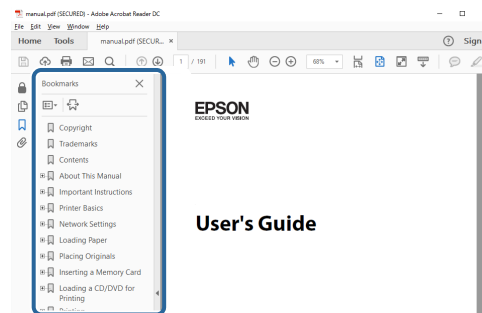 manual.pdf (SECURED) - Adobe Acrobat Reader DC
File Edit View Window Help
Home Tools manual.pdf (SECUR... ×
Sign
1 / 191
68%
Bookmarks
EPSON
EXCEED YOUR VISION
Copyright
Trademarks
Contents
About This Manual
Important Instructions
Printer Basics
Network Settings
User's Guide
Loading Paper
Placing Originals
Inserting a Memory Card
Loading a CD/DVD for
Printing
Printing